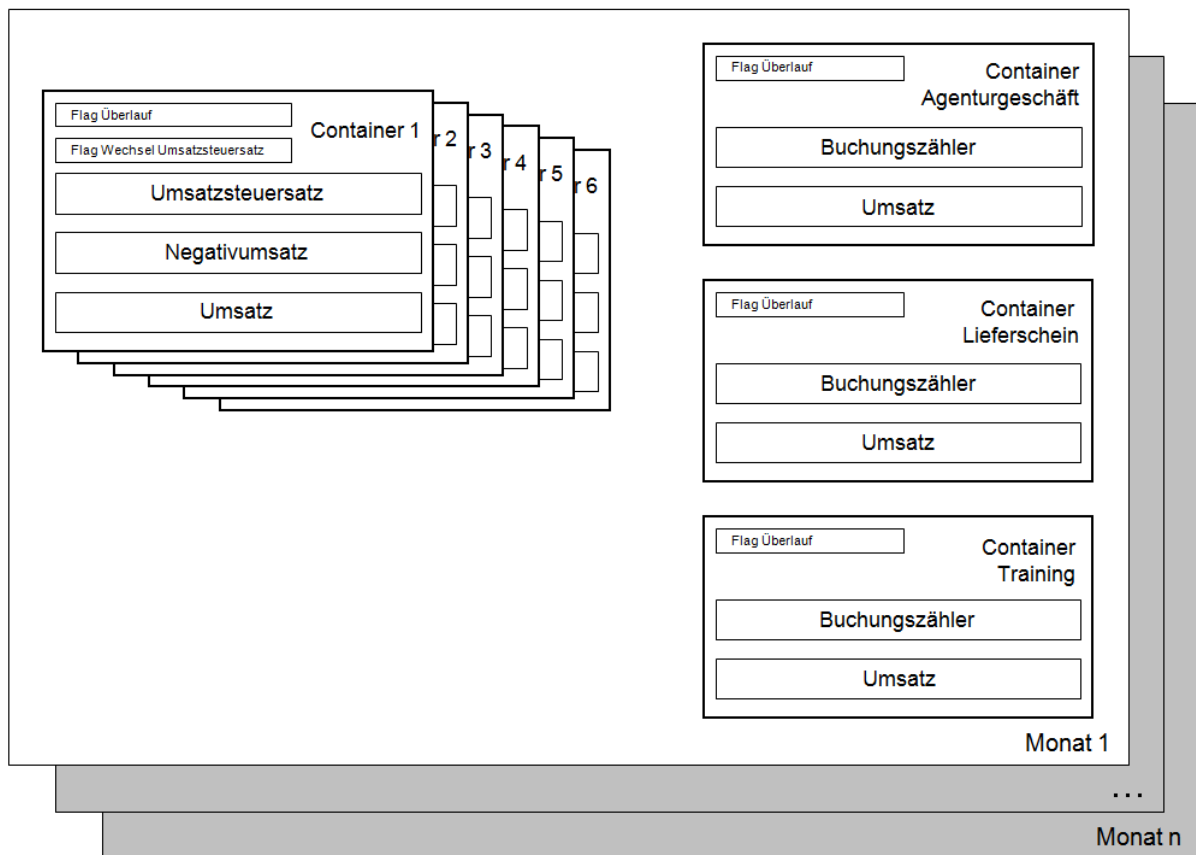 Flag Überlauf
Container 1
Flag Wechsel Umsatzsteuersatz
Umsatzsteuersatz
Negativumsatz
Umsatz
r 2
r 3
r 4
r 5
r 6
Flag Überlauf
Container
Agenturgeschäft
Buchungszähler
Umsatz
Flag Überlauf
Container
Lieferschein
Buchungszähler
Umsatz
Flag Überlauf
Container
Training
Buchungszähler
Umsatz
Monat 1
...
Monat n